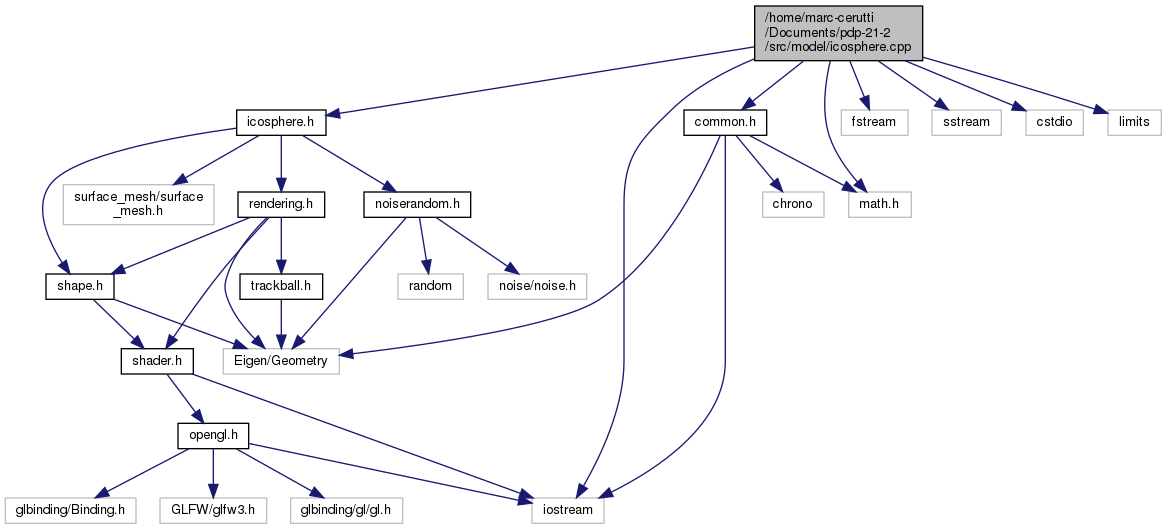 /home/marc-cerutti
/Documents/pdp-21-2
/src/model/icosphere.cpp
icosphere.h
common.h
fstream
sstream
cstdio
limits
surface_mesh/surface
_mesh.h
rendering.h
noiserandom.h
chrono
math.h
shape.h
trackball.h
random
noise/noise.h
shader.h
Eigen/Geometry
opengl.h
glbinding/Binding.h
GLFW/glfw3.h
glbinding/gl/gl.h
iostream